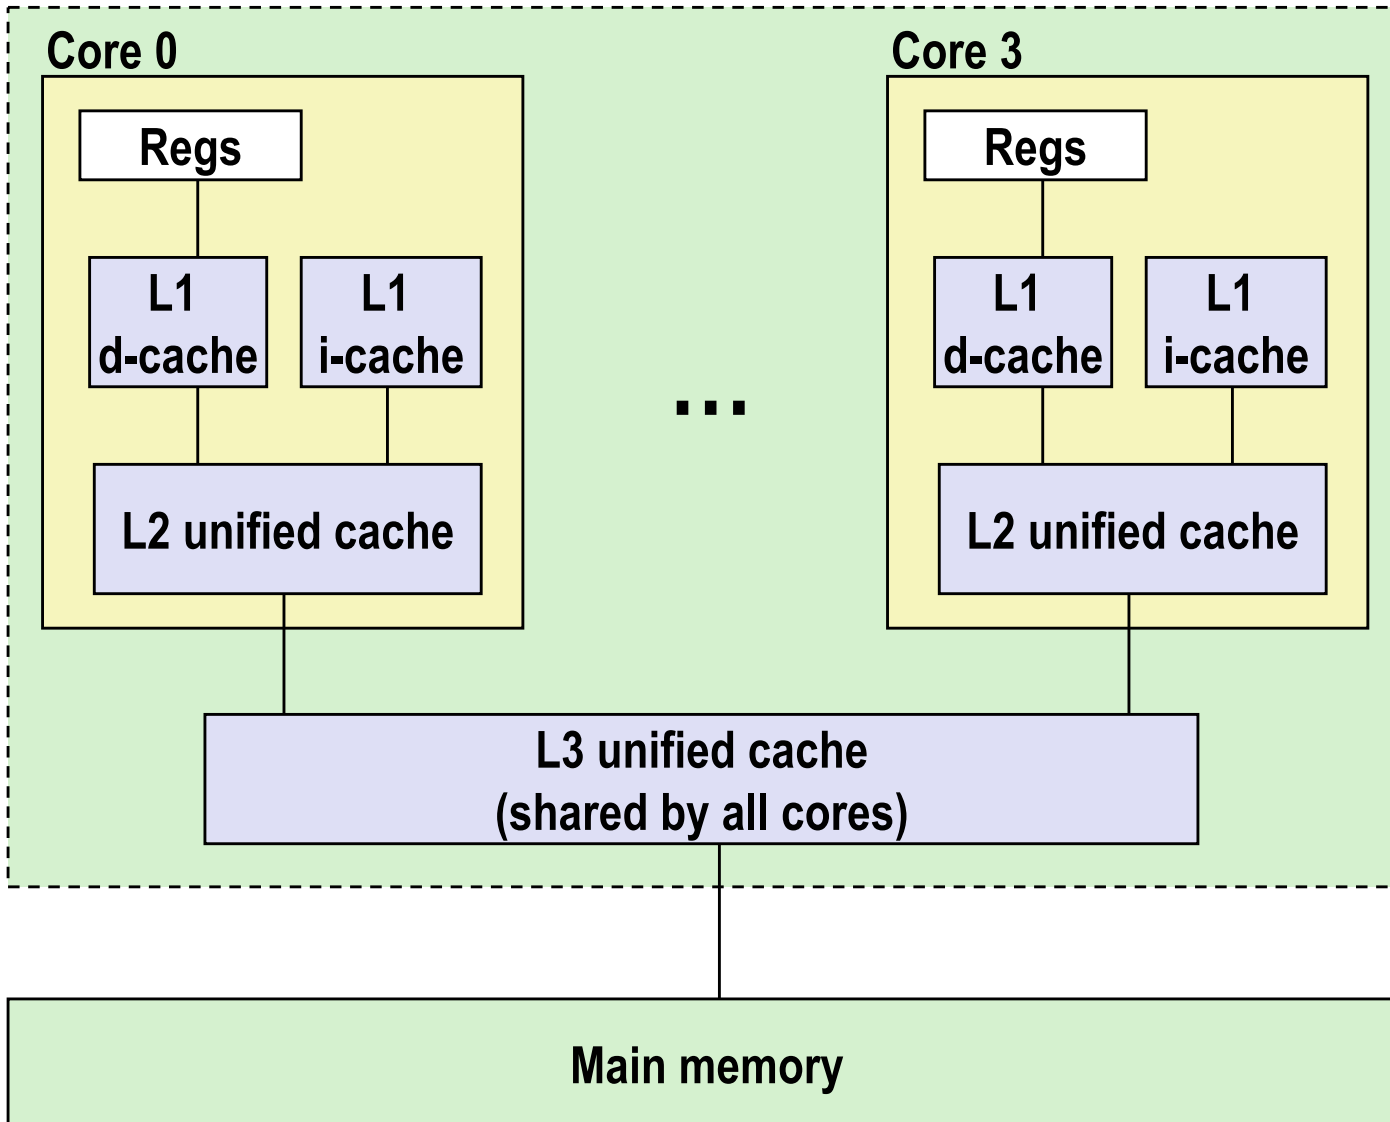 Core 0
Regs
L1
d-cache
L1
i-cache
L2 unified cache
...
Core 3
Regs
L1
d-cache
L1
i-cache
L2 unified cache
L3 unified cache
(shared by all cores)
Main memory